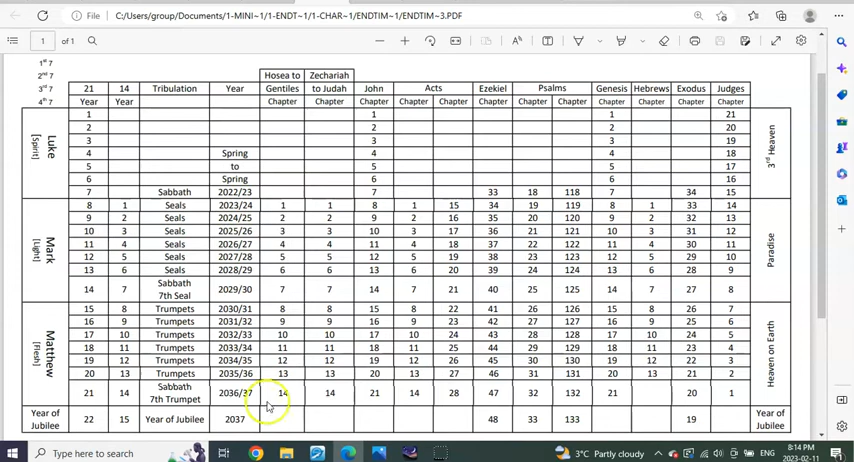 File | C:/Users/group/Documents/1-MINI~1/1-ENDT~1/1-CHAR~1/ENDTIM~1/ENDTIM~3.PDF
1 of 1
1st 7
2nd 7 Hosea to Zechariah
3rd 7 21 14 Tribulation Year Gentiles to Judah John Acts Ezekiel Psalms Genesis Hebrews Exodus Judges
4th 7 Year Year Chapter Chapter Chapter Chapter Chapter Chapter Chapter Chapter Chapter Chapter Chapter Chapter
Luke [Spirit]
1 1 1 21
2 2 2 20
3 3 3 19
4 Spring 4 4 18
5 to 5 5 17
6 Spring 6 6 16
7 Sabbath 2022/23 7 33 18 118 7 34 15
3rd Heaven
Mark [Light]
8 1 Seals 2023/24 1 1 8 1 15 34 19 119 8 1 33 14
9 2 Seals 2024/25 2 2 9 2 16 35 20 120 9 2 32 13
10 3 Seals 2025/26 3 3 10 3 17 36 21 121 10 3 31 12
11 4 Seals 2026/27 4 4 11 4 18 37 22 122 11 4 30 11
12 5 Seals 2027/28 5 5 12 5 19 38 23 123 12 5 29 10
13 6 Seals 2028/29 6 6 13 6 20 39 24 124 13 6 28 9
14 7 Sabbath 7th Seal 2029/30 7 7 14 7 21 40 25 125 14 7 27 8
Paradise
Matthew [Flesh]
15 8 Trumpets 2030/31 8 8 15 8 22 41 26 126 15 8 26 7
16 9 Trumpets 2031/32 9 9 16 9 23 42 27 127 16 9 25 6
17 10 Trumpets 2032/33 10 10 17 10 24 43 28 128 17 10 24 5
18 11 Trumpets 2033/34 11 11 18 11 25 44 29 129 18 11 23 4
19 12 Trumpets 2034/35 12 12 19 12 26 45 30 130 19 12 22 3
20 13 Trumpets 2035/36 13 13 20 13 27 46 31 131 20 13 21 2
21 14 Sabbath 7th Trumpet 2036/37 14 14 21 14 28 47 32 132 21 20 1
Heaven on Earth
Year of Jubilee 22 15 Year of Jubilee 2037 48 33 133 19 Year of Jubilee
Type here to search
3°C Partly cloudy
ENG
8:14 PM
2023-02-11